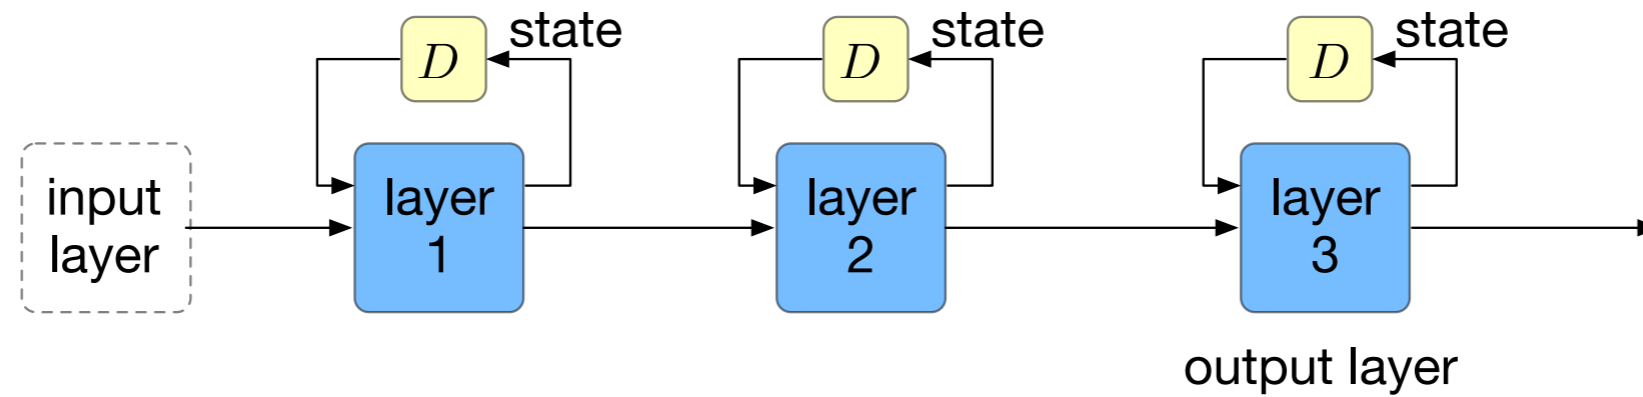 D
state
D
state
D
state
input
layer
layer
1
layer
2
layer
3
output layer